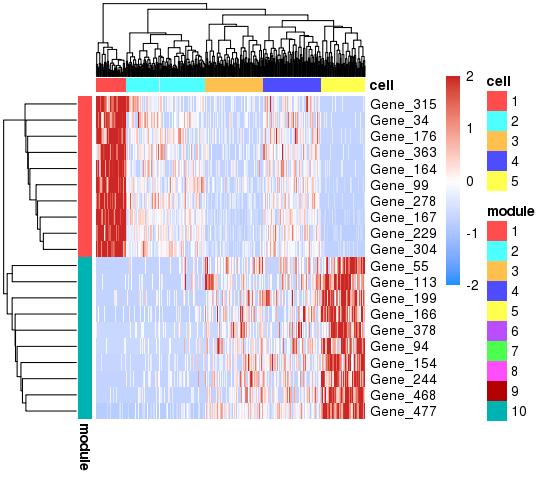 cell
Gene_315
Gene_34
Gene_176
Gene_363
Gene_164
Gene_99
Gene_278
Gene_167
Gene_229
Gene_304
Gene_55
Gene_113
Gene_199
Gene_166
Gene_378
Gene_94
Gene_154
Gene_244
Gene_468
Gene_477
module
2
1
0
-1
-2
cell
1
2
3
4
5
module
1
2
3
4
5
6
7
8
9
10